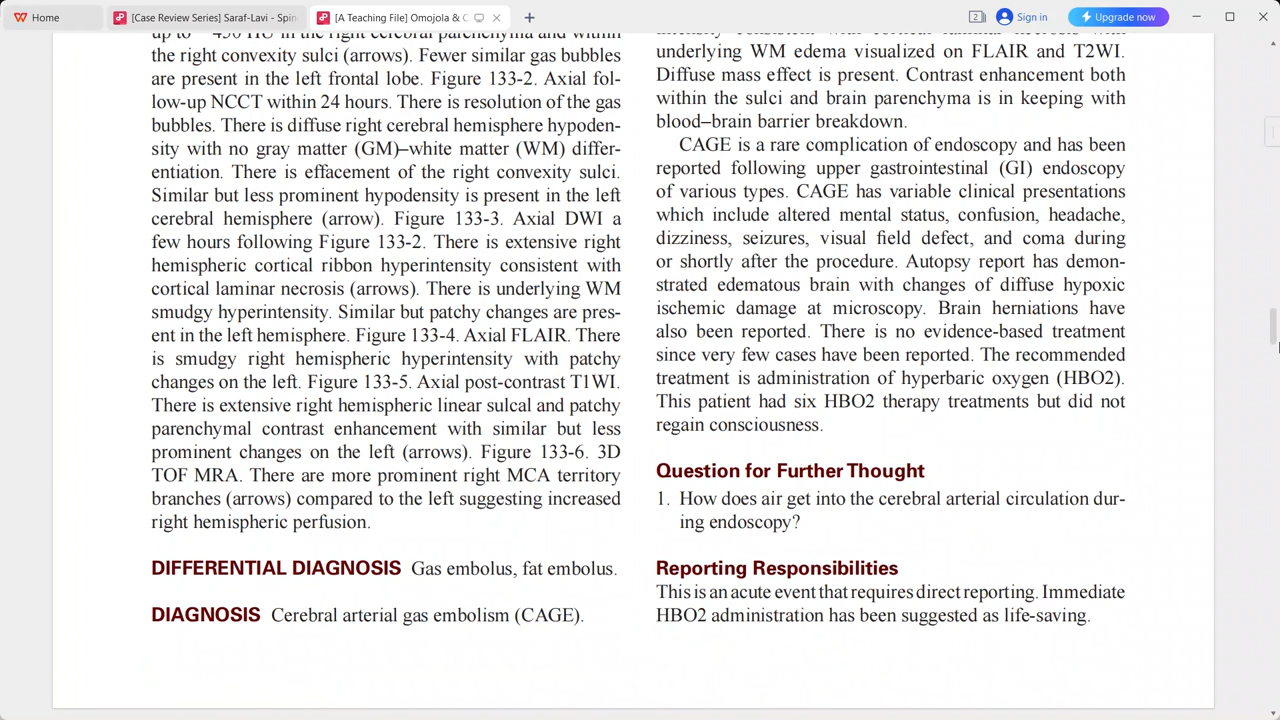 Home
[Case Review Series] Saraf-Lavi - Spin
[A Teaching File] Omojola & C
2
Sign in
Upgrade now
the right convexity sulci (arrows). Fewer similar gas bubbles
are present in the left frontal lobe. Figure 133-2. Axial fol-
low-up NCCT within 24 hours. There is resolution of the gas
bubbles. There is diffuse right cerebral hemisphere hypoden-
sity with no gray matter (GM)–white matter (WM) differ-
entiation. There is effacement of the right convexity sulci.
Similar but less prominent hypodensity is present in the left
cerebral hemisphere (arrow). Figure 133-3. Axial DWI a
few hours following Figure 133-2. There is extensive right
hemispheric cortical ribbon hyperintensity consistent with
cortical laminar necrosis (arrows). There is underlying WM
smudgy hyperintensity. Similar but patchy changes are pres-
ent in the left hemisphere. Figure 133-4. Axial FLAIR. There
is smudgy right hemispheric hyperintensity with patchy
changes on the left. Figure 133-5. Axial post-contrast T1WI.
There is extensive right hemispheric linear sulcal and patchy
parenchymal contrast enhancement with similar but less
prominent changes on the left (arrows). Figure 133-6. 3D
TOF MRA. There are more prominent right MCA territory
branches (arrows) compared to the left suggesting increased
right hemispheric perfusion.
DIFFERENTIAL DIAGNOSIS Gas embolus, fat embolus.
DIAGNOSIS Cerebral arterial gas embolism (CAGE).
underlying WM edema visualized on FLAIR and T2WI.
Diffuse mass effect is present. Contrast enhancement both
within the sulci and brain parenchyma is in keeping with
blood–brain barrier breakdown.
CAGE is a rare complication of endoscopy and has been
reported following upper gastrointestinal (GI) endoscopy
of various types. CAGE has variable clinical presentations
which include altered mental status, confusion, headache,
dizziness, seizures, visual field defect, and coma during
or shortly after the procedure. Autopsy report has demon-
strated edematous brain with changes of diffuse hypoxic
ischemic damage at microscopy. Brain herniations have
also been reported. There is no evidence-based treatment
since very few cases have been reported. The recommended
treatment is administration of hyperbaric oxygen (HBO2).
This patient had six HBO2 therapy treatments but did not
regain consciousness.
Question for Further Thought
1. How does air get into the cerebral arterial circulation dur-
ing endoscopy?
Reporting Responsibilities
This is an acute event that requires direct reporting. Immediate
HBO2 administration has been suggested as life-saving.